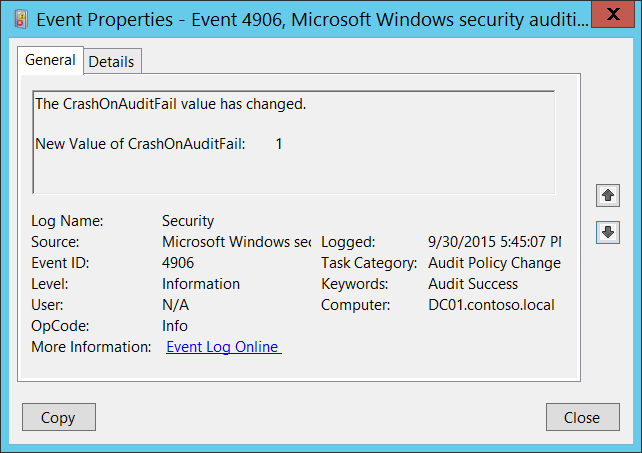 Event Properties - Event 4906, Microsoft Windows security auditi...
General Details
The CrashOnAuditFail value has changed.
New Value of CrashOnAuditFail: 1
Log Name: Security
Source: Microsoft Windows sec Logged: 9/30/2015 5:45:07 PM
Event ID: 4906 Task Category: Audit Policy Change
Level: Information Keywords: Audit Success
User: N/A Computer: DC01.contoso.local
OpCode: Info
More Information: Event Log Online
Copy Close